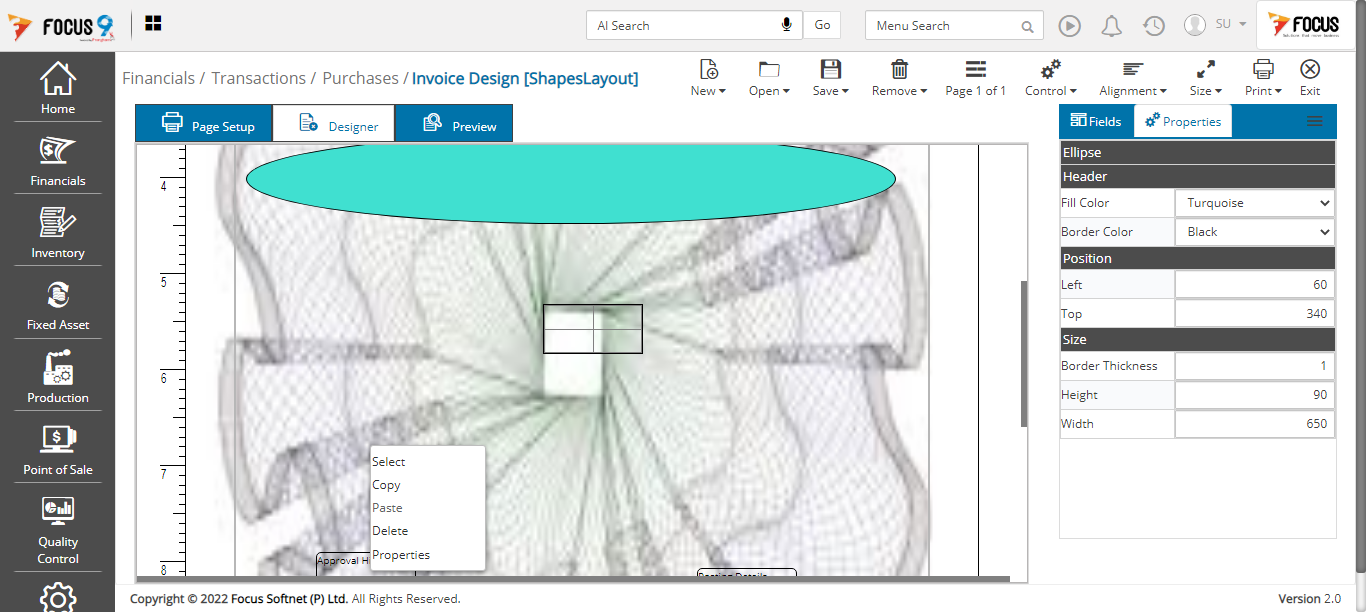 FOCUS 9
AI Search
Go
Menu Search
SU
FOCUS
Home
Financials
Inventory
Fixed Asset
Production
Point of Sale
Quality
Control
Financials / Transactions / Purchases / Invoice Design [ShapesLayout]
New
Open
Save
Remove
Page 1 of 1
Control
Alignment
Size
Print
Exit
Page Setup
Designer
Preview
4
5
6
7
8
Select
Copy
Paste
Delete
Properties
Approval H
Posting Details
Fields
Properties
Ellipse
Header
Fill Color Turquoise
Border Color Black
Position
Left 60
Top 340
Size
Border Thickness 1
Height 90
Width 650
Copyright © 2022 Focus Softnet (P) Ltd. All Rights Reserved.
Version 2.0